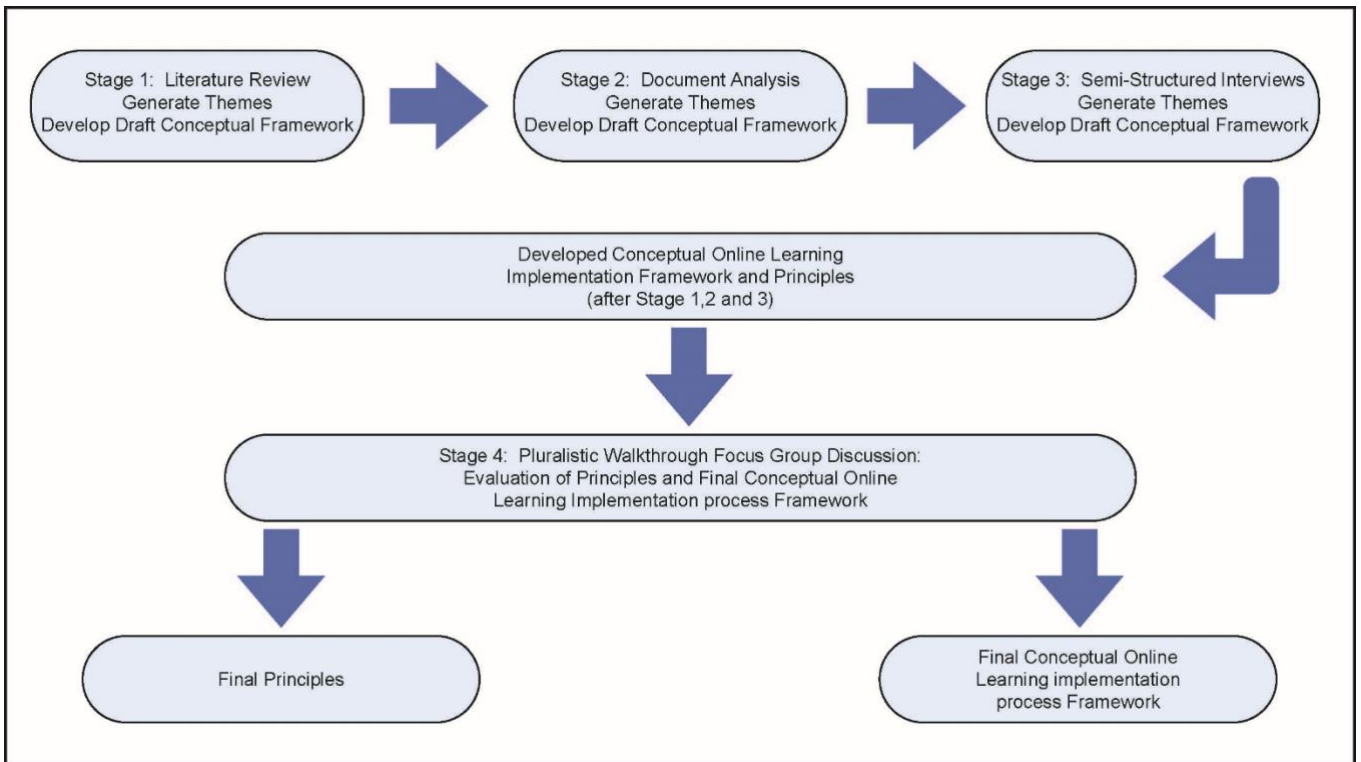 Stage 1:  Literature Review
Generate Themes
Develop Draft Conceptual Framework
Stage 2:  Document Analysis
Generate Themes
Develop Draft Conceptual Framework
Stage 3:  Semi-Structured Interviews
Generate Themes
Develop Draft Conceptual Framework
Developed Conceptual Online Learning
Implementation Framework and Principles
(after Stage 1,2 and 3)
Stage 4:  Pluralistic Walkthrough Focus Group Discussion:
Evaluation of Principles and Final Conceptual Online
Learning Implementation process Framework
Final Principles
Final Conceptual Online
Learning implementation
process Framework